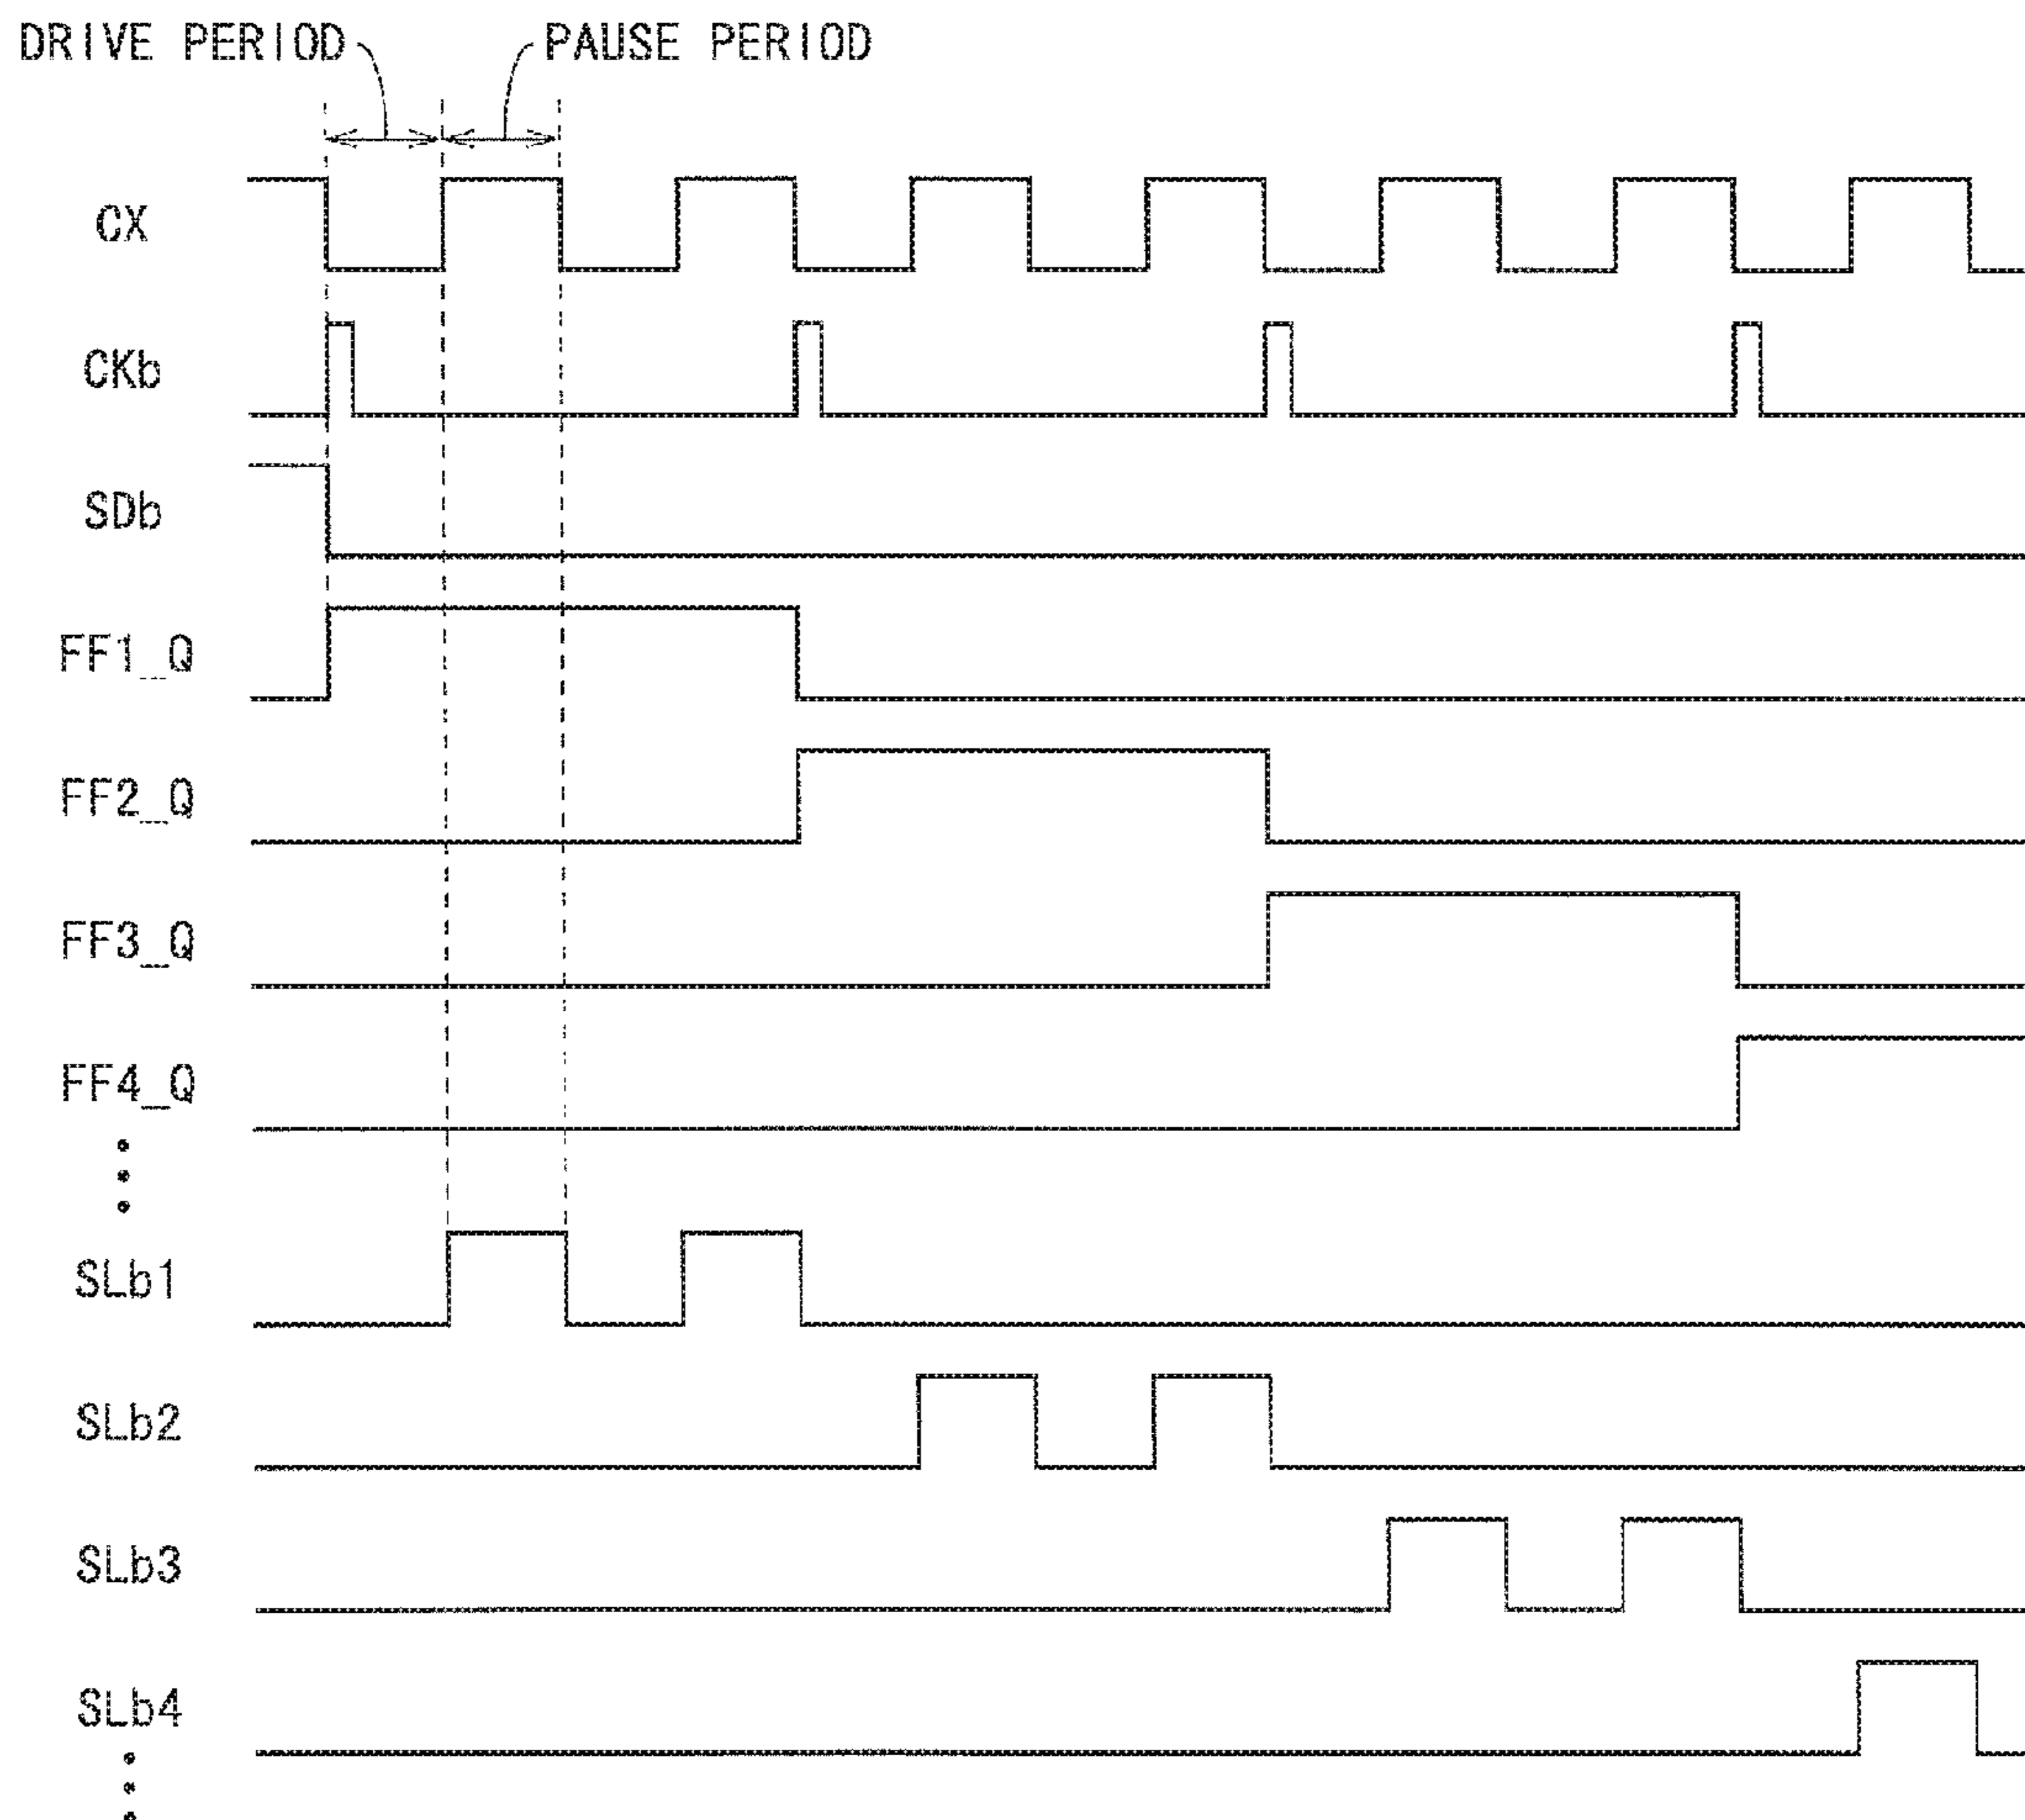 DRIVE PERIOD PAUSE PERIOD
CX
CKb
SDb
FF1_Q
FF2_Q
FF3_Q
FF4_Q
SLb1
SLb2
SLb3
SLb4